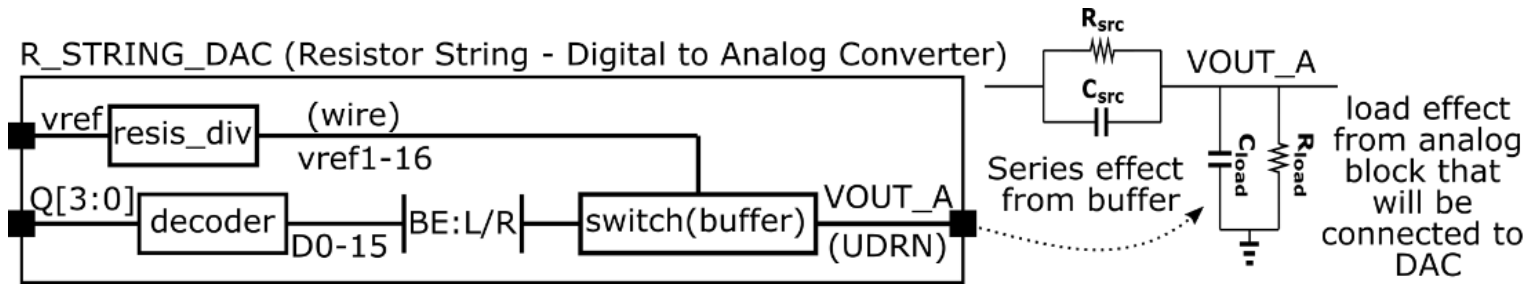 R_STRING_DAC (Resistor String - Digital to Analog Converter)
vref
resis_div
(wire)
vref1-16
Q[3:0]
decoder
D0-15
BE:L/R
switch(buffer)
VOUT_A
(UDRN)
Rsrc
Csrc
VOUT_A
Series effect
from buffer
Cload
Rload
load effect
from analog
block that
will be
connected to
DAC